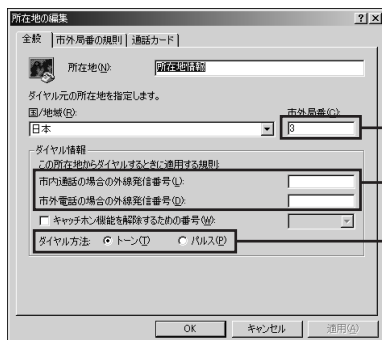 所在地の編集
全般 市外局番の規則 通話カード
所在地(N): 所在地情報
ダイヤル元の所在地を指定します。
国/地域(R): 市外局番(C):
日本 3
ダイヤル情報
この所在地からダイヤルするときに適用する規則:
市内通話の場合の外線発信番号(L):
市外電話の場合の外線発信番号(D):
キャッチホン機能を解除するための番号(W):
ダイヤル方法: トーン(T) パルス(P)
OK キャンセル 適用(A)